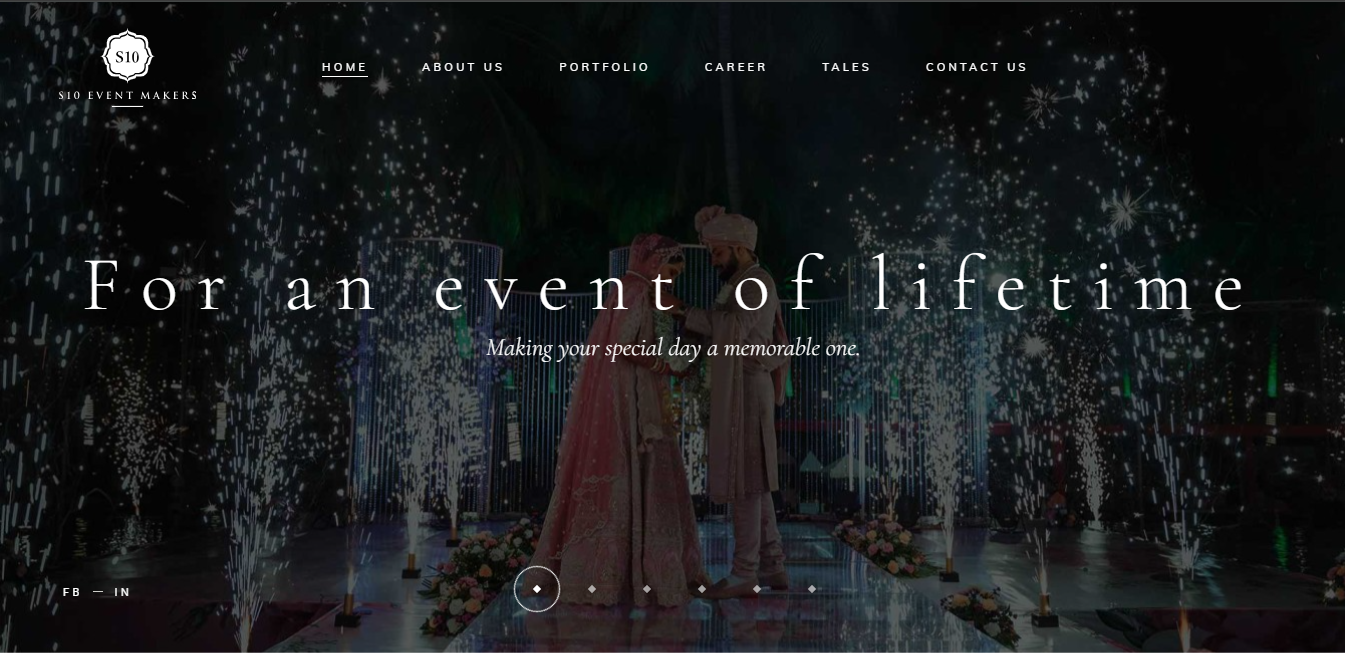 S10
S10 EVENT MAKERS
HOME ABOUT US PORTFOLIO CAREER TALES CONTACT US
For an event of lifetime
Making your special day a memorable one.
FB — IN